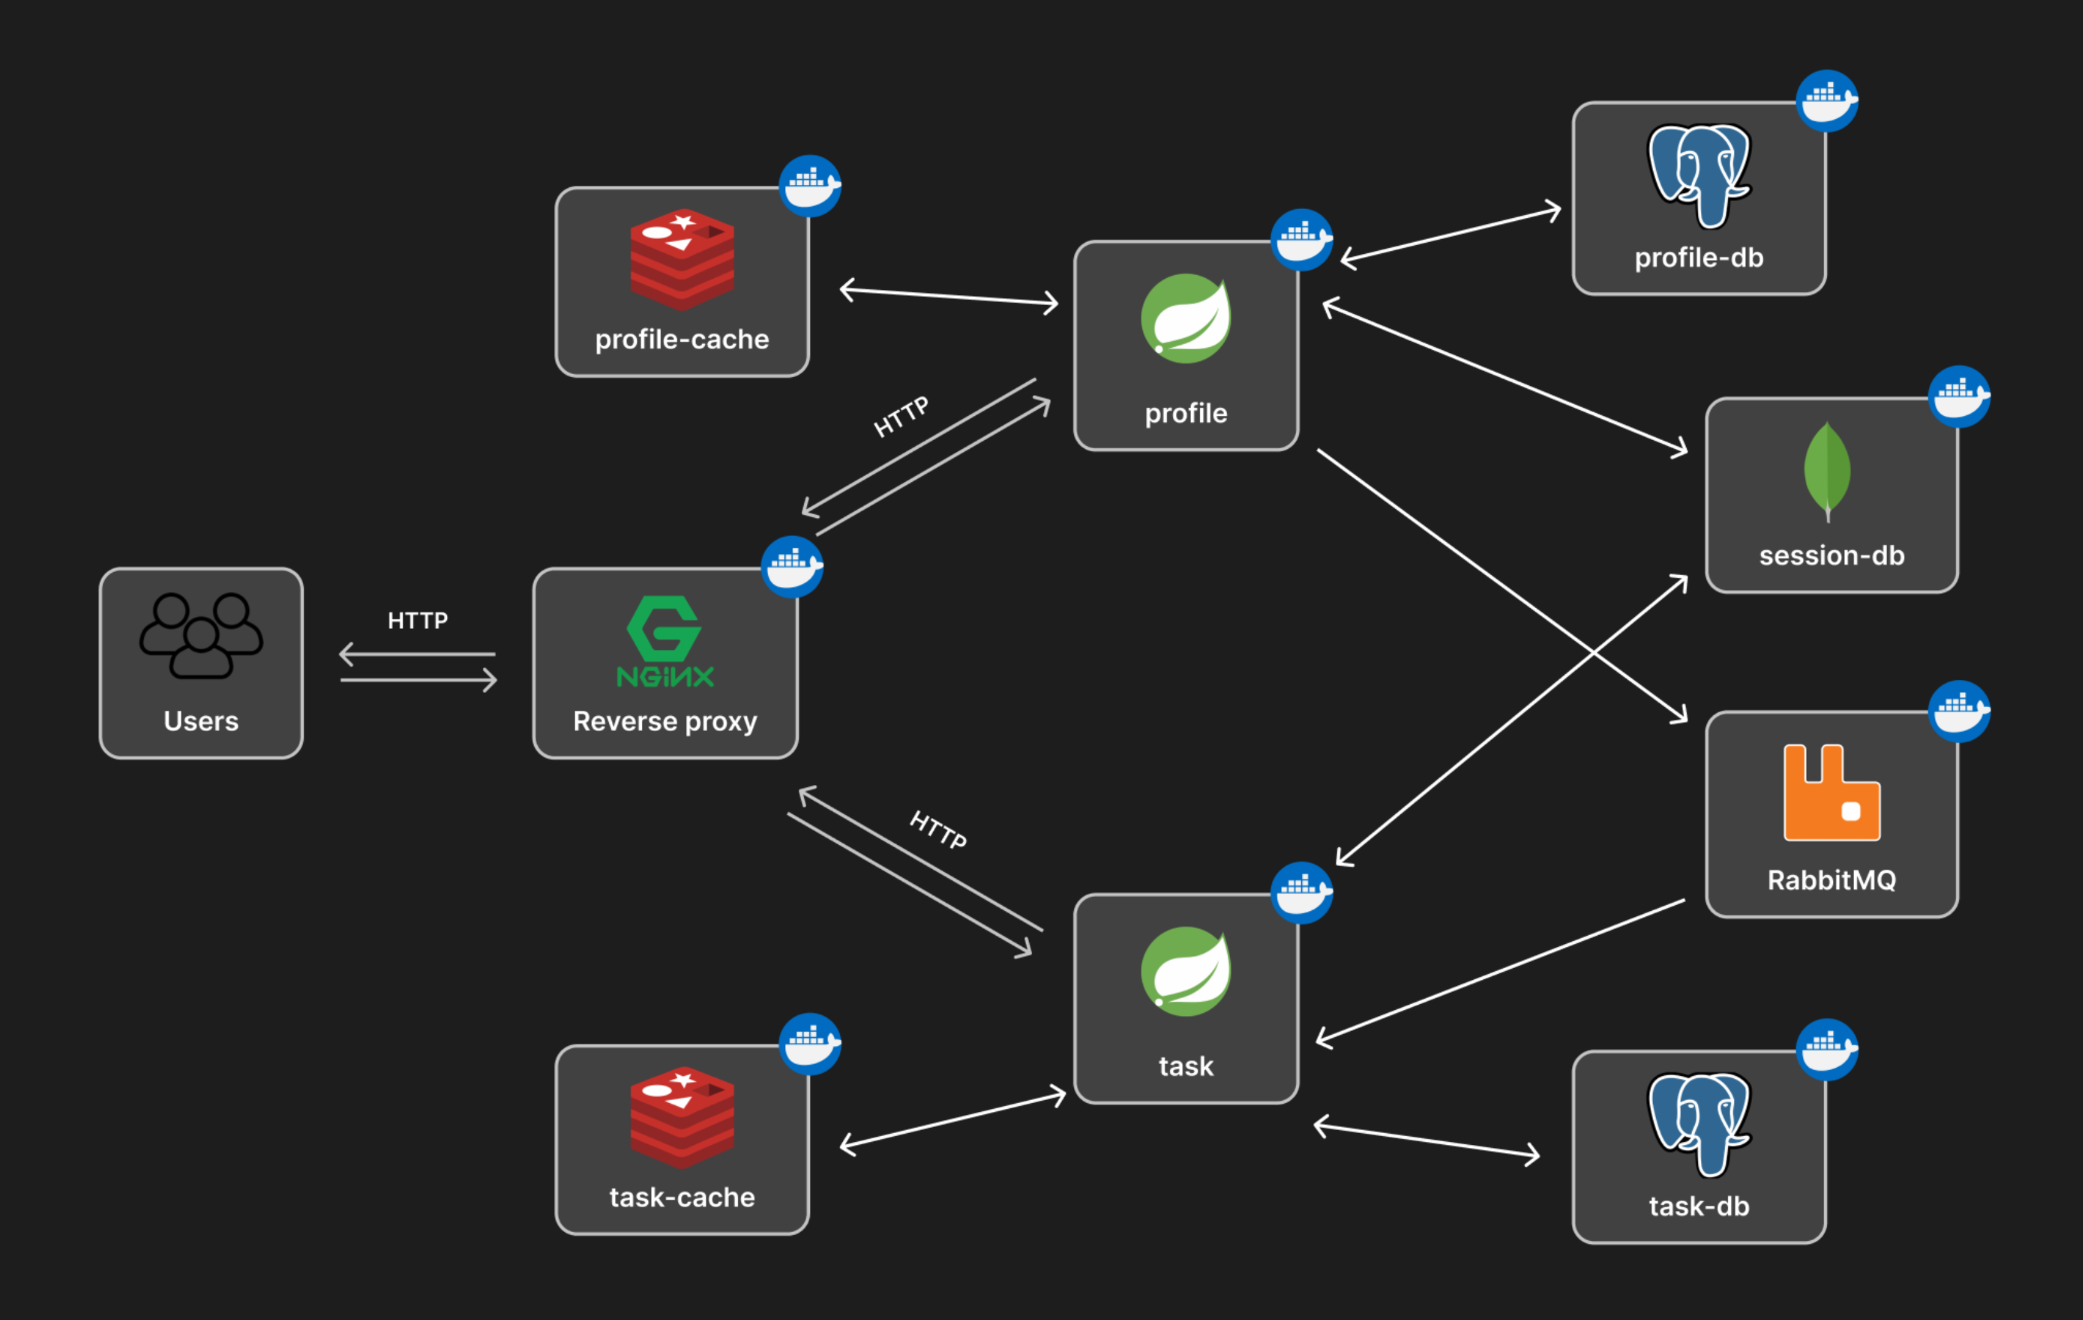 profile-db
profile-cache
profile
HTTP
session-db
HTTP
NGINX
Users
Reverse proxy
HTTP
RabbitMQ
task
task-cache
task-db